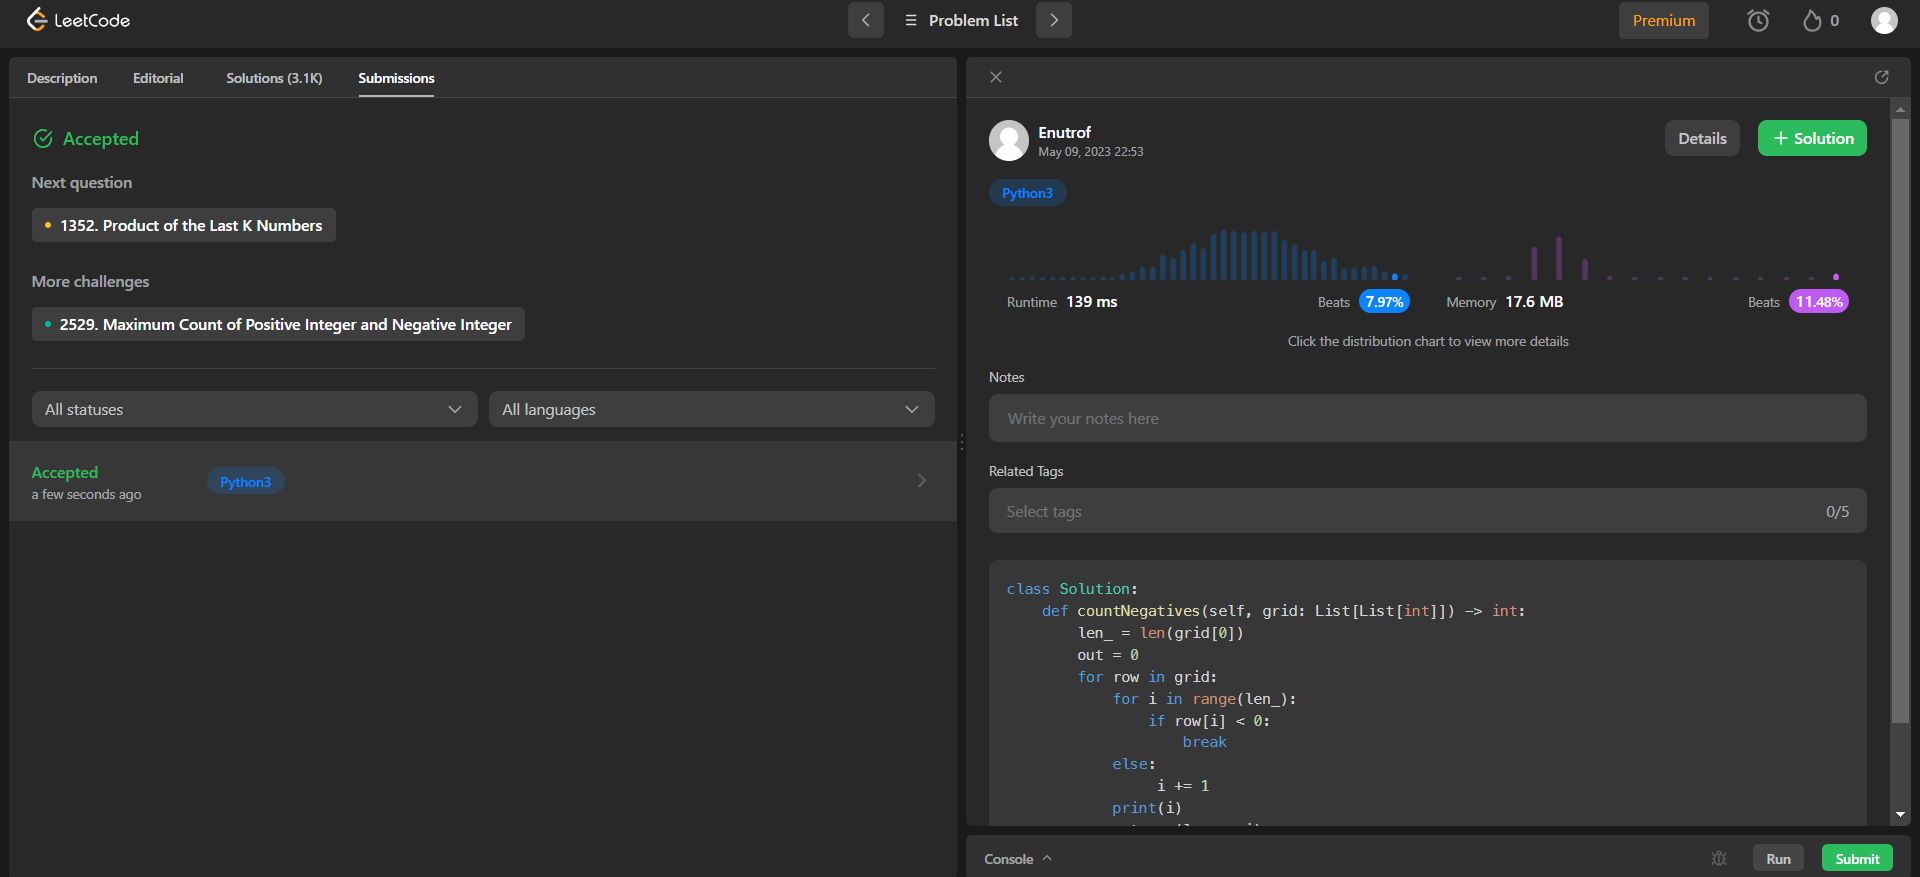 LeetCode
Problem List
Premium
0
Description Editorial Solutions (3.1K) Submissions
Accepted
Next question
1352. Product of the Last K Numbers
More challenges
2529. Maximum Count of Positive Integer and Negative Integer
All statuses All languages
Accepted
a few seconds ago
Python3
Enutrof
May 09, 2023 22:53
Details
+ Solution
Python3
Runtime 139 ms Beats 7.97% Memory 17.6 MB Beats 11.48%
Click the distribution chart to view more details
Notes
Write your notes here
Related Tags
Select tags 0/5
class Solution:
    def countNegatives(self, grid: List[List[int]]) -> int:
        len_ = len(grid[0])
        out = 0
        for row in grid:
            for i in range(len_):
                if row[i] < 0:
                    break
            else:
                 i += 1
            print(i)
Console Run Submit